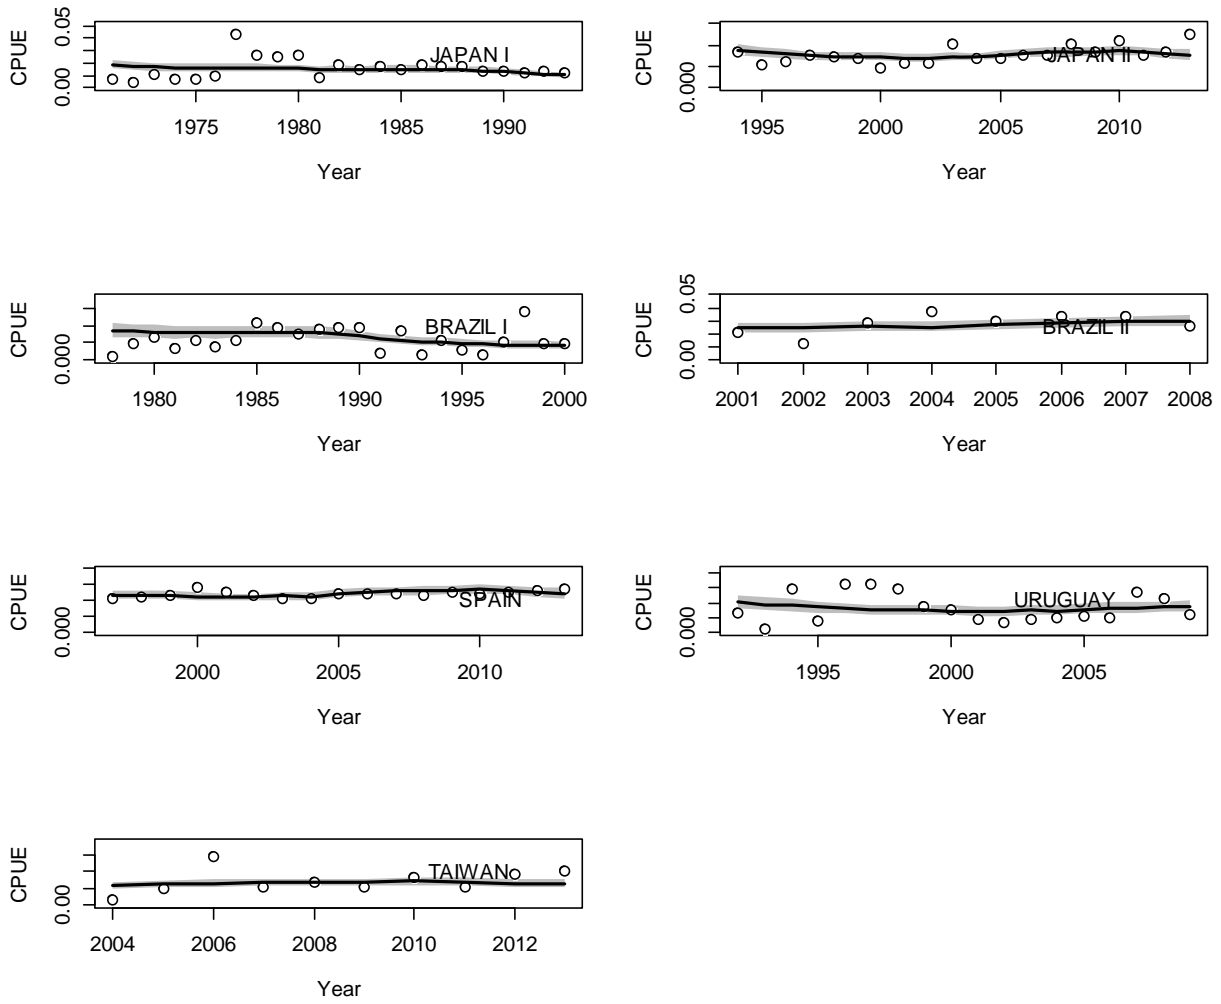 CPUE
0.00 0.05
JAPAN I
1975 1980 1985 1990
Year
CPUE
0.000
JAPAN II
1995 2000 2005 2010
Year
CPUE
0.000
BRAZIL I
1980 1985 1990 1995 2000
Year
CPUE
0.00 0.05
BRAZIL II
2001 2002 2003 2004 2005 2006 2007 2008
Year
CPUE
0.000
SPAIN
2000 2005 2010
Year
CPUE
0.000
URUGUAY
1995 2000 2005
Year
CPUE
0.00
TAIWAN
2004 2006 2008 2010 2012
Year